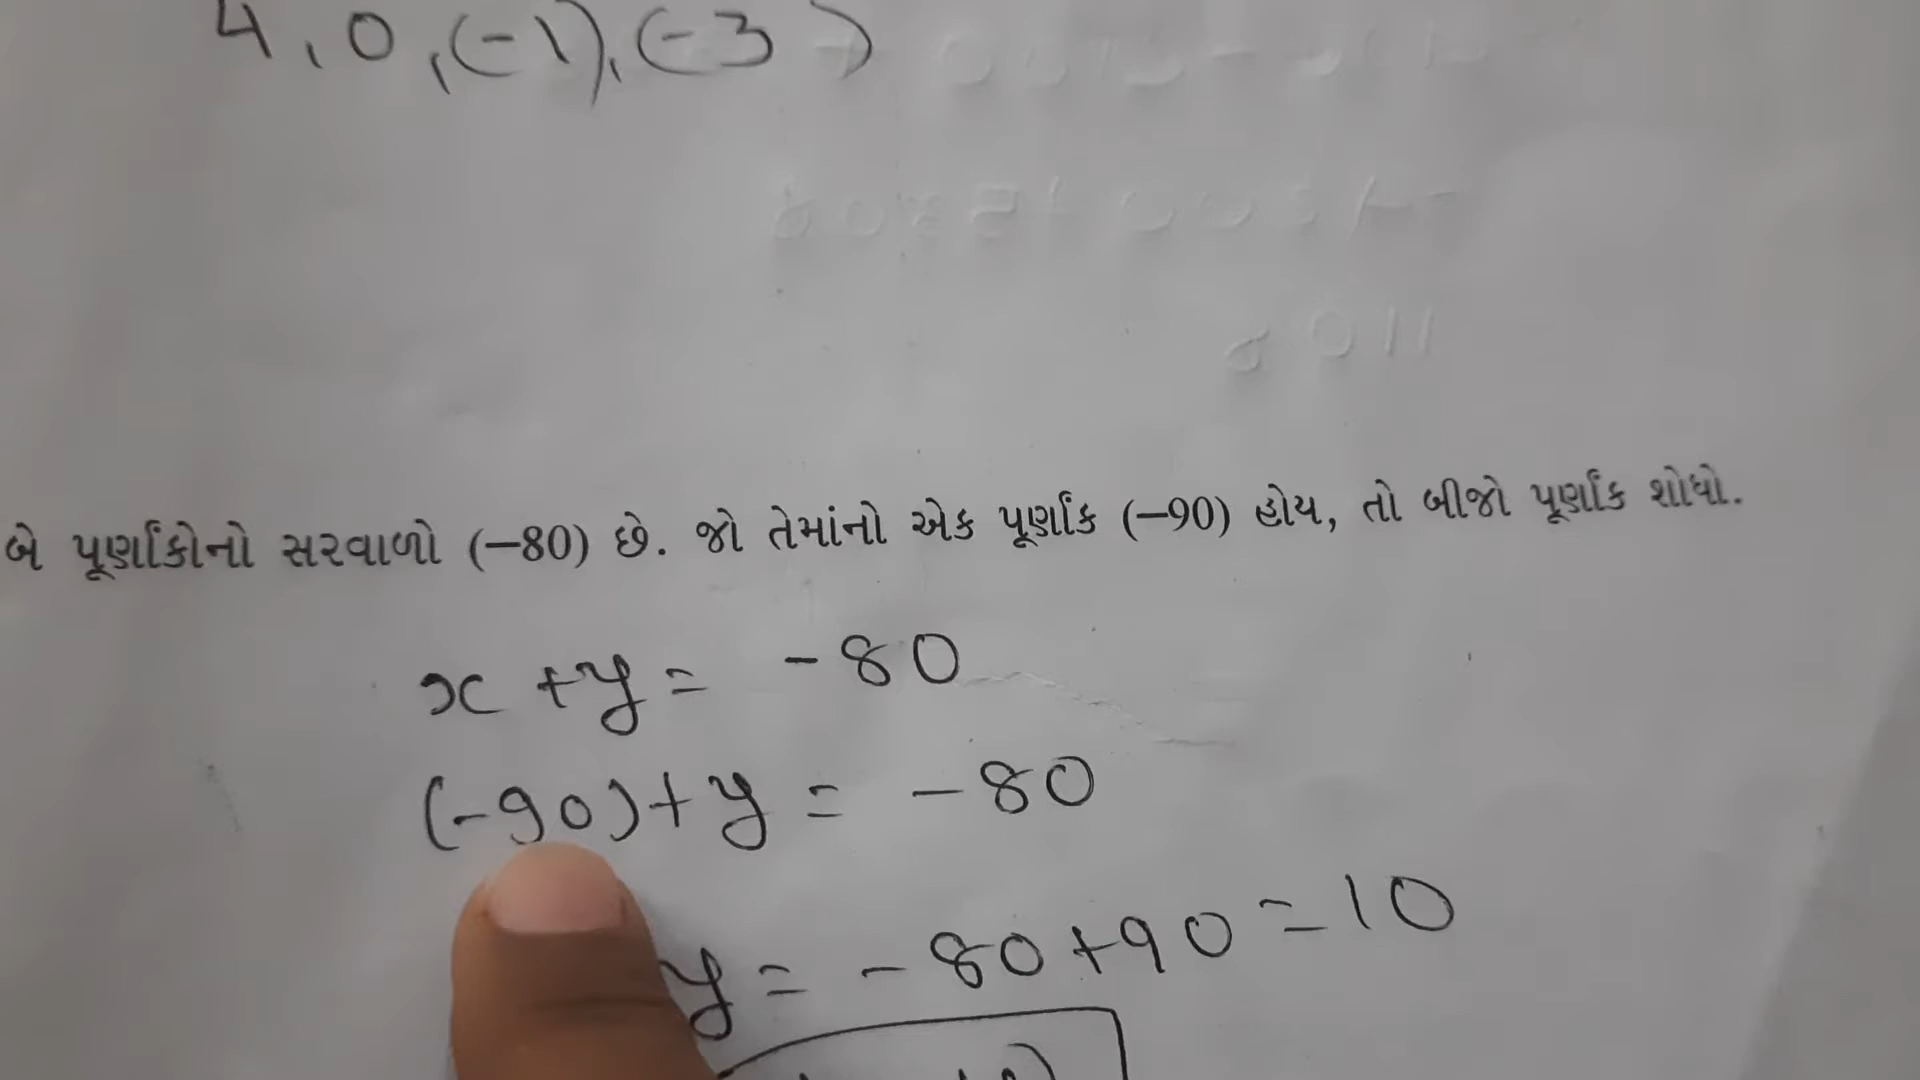 4, 0, (-1), (-3)
બે પૂર્ણાંકોનો સરવાળો (−80) છે. જો તેમાંનો એક પૂર્ણાંક (−90) હોય, તો બીજો પૂર્ણાંક શોધો.
x + y = - 80
(-90) + y = - 80
y = - 80 + 90 = 10